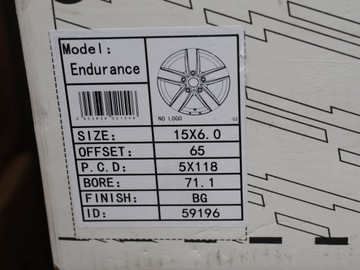 Model:
Endurance
NO LOGO
SIZE: 15X6.0
OFFSET: 65
P.C.D: 5X118
BORE: 71.1
FINISH: BG
ID: 59196